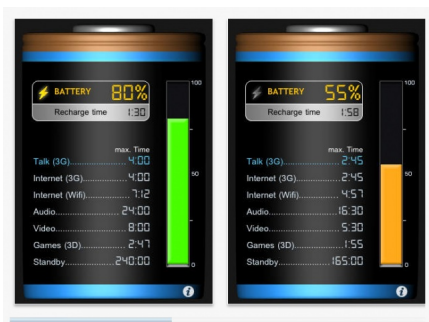 BATTERY 80%
Recharge time 1:30
100
max. Time
Talk (3G) 4:00
Internet (3G) 4:00
50
Internet (Wifi) 7:12
Audio 24:00
Video 8:00
Games (3D) 2:47
Standby 240:00
0
i
BATTERY 55%
Recharge time 1:58
100
max. Time
Talk (3G) 2:45
Internet (3G) 2:45
50
Internet (Wifi) 4:57
Audio 16:30
Video 5:30
Games (3D) 1:55
Standby 165:00
0
i